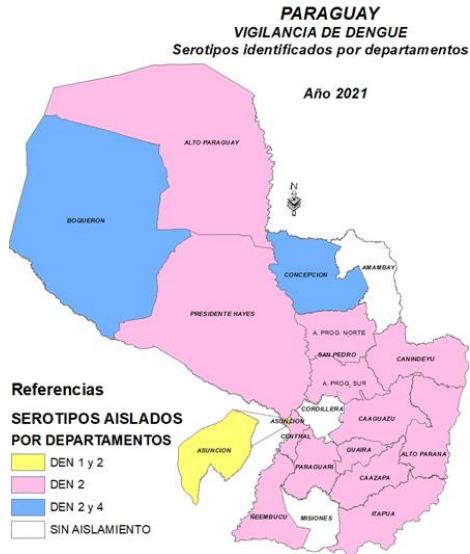 PARAGUAY
VIGILANCIA DE DENGUE
Serotipos identificados por departamentos
Año 2021
ALTO PARAGUAY
N
BOQUERON
CONCEPCION
AMAMBAY
PRESIDENTE HAYES
A. PROG. NORTE
SAN PEDRO
CANINDEYU
A. PROG. SUR
CORDILLERA
ASUNCION
CAAGUAZU
CENTRAL
ASUNCION
GUAIRA
ALTO PARANA
PARAGUARI
CAAZAPA
ÑEEMBUCU
MISIONES
ITAPUA
Referencias
SEROTIPOS AISLADOS
POR DEPARTAMENTOS
DEN 1 y 2
DEN 2
DEN 2 y 4
SIN AISLAMIENTO